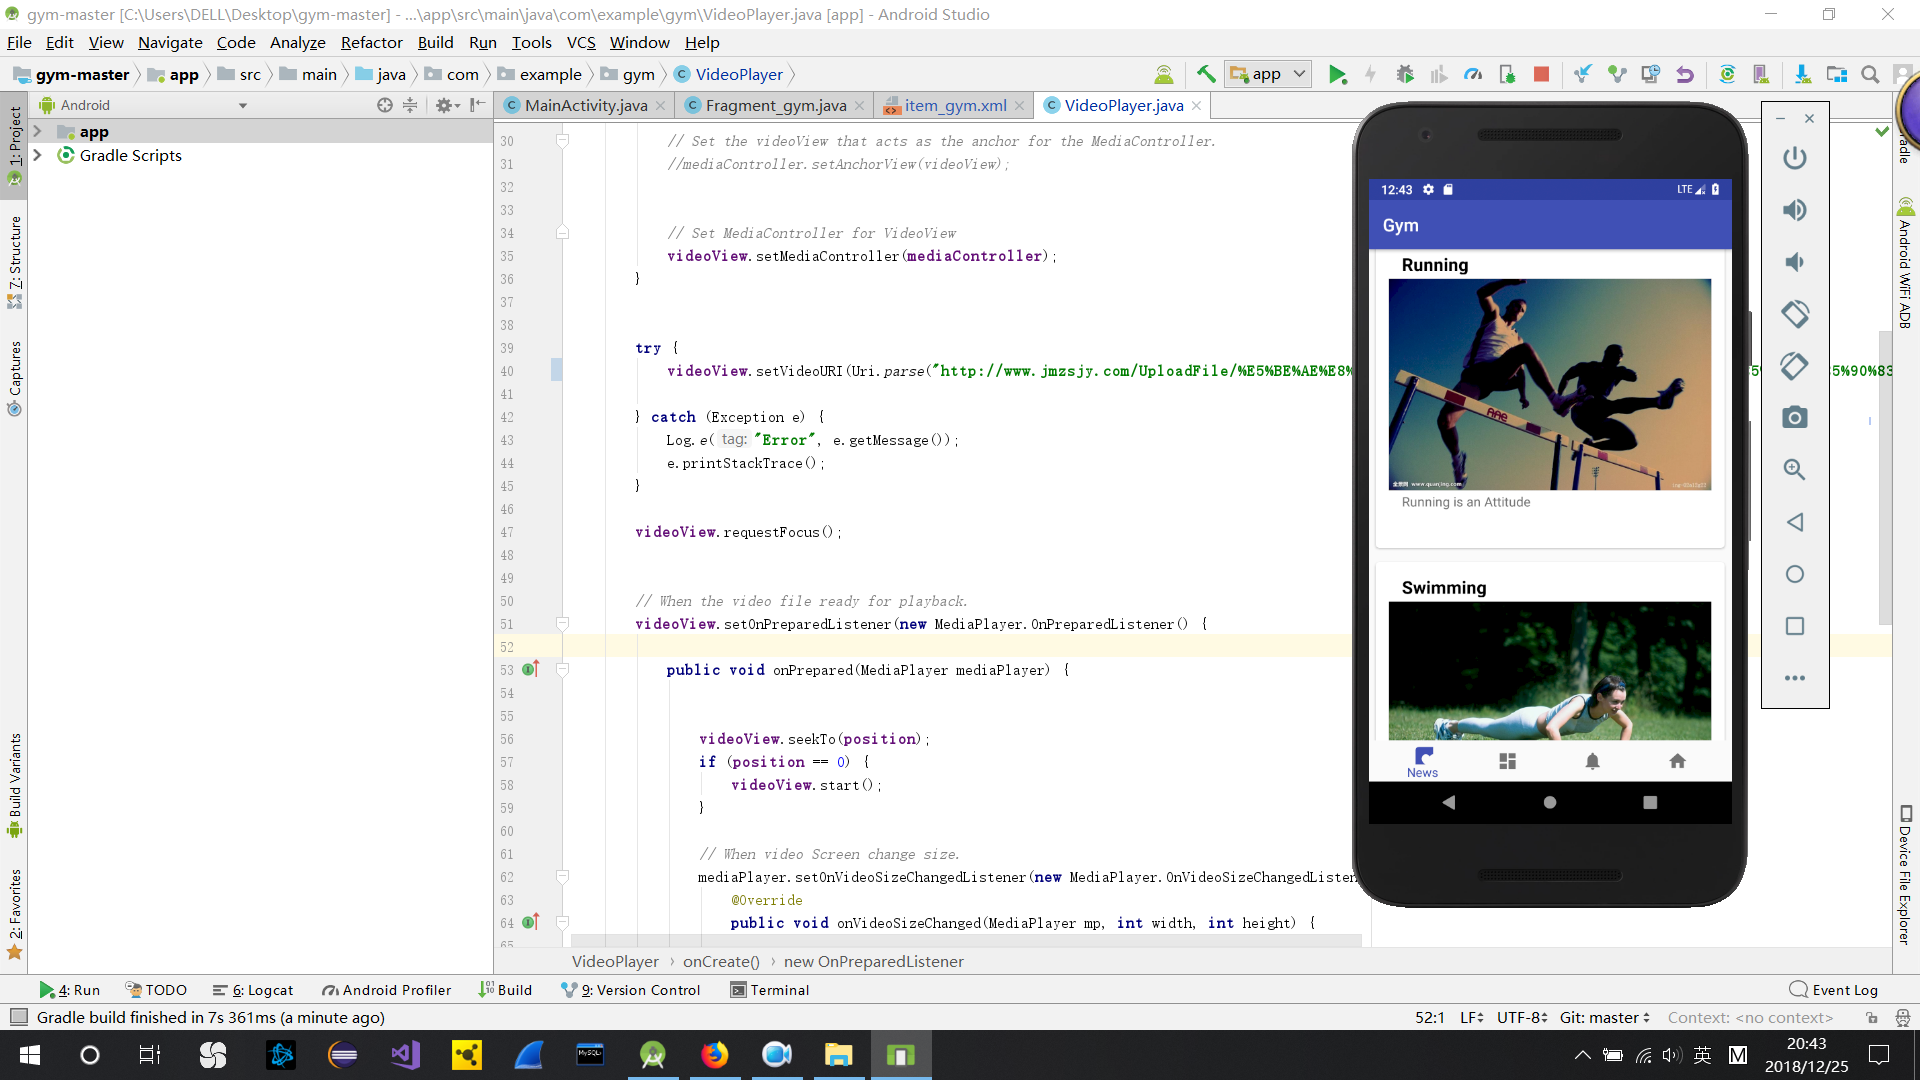 gym-master [C:\Users\DELL\Desktop\gym-master] - ...\app\src\main\java\com\example\gym\VideoPlayer.java [app] - Android Studio
File Edit View Navigate Code Analyze Refactor Build Run Tools VCS Window Help
gym-master app src main java com example gym VideoPlayer
app
Android
MainActivity.java Fragment_gym.java item_gym.xml VideoPlayer.java
app
Gradle Scripts
1: Project
7: Structure
Captures
Build Variants
2: Favorites
30 // Set the videoView that acts as the anchor for the MediaController.
31 //mediaController.setAnchorView(videoView);
32
33
34 // Set MediaController for VideoView
35 videoView.setMediaController(mediaController);
36 }
37
38
39 try {
40 videoView.setVideoURI(Uri.parse("http://www.jmzsjy.com/UploadFile/%E5%BE%AE%E8%
41
42 } catch (Exception e) {
43 Log.e( tag: "Error", e.getMessage());
44 e.printStackTrace();
45 }
46
47 videoView.requestFocus();
48
49
50 // When the video file ready for playback.
51 videoView.setOnPreparedListener(new MediaPlayer.OnPreparedListener() {
52
53 public void onPrepared(MediaPlayer mediaPlayer) {
54
55
56 videoView.seekTo(position);
57 if (position == 0) {
58 videoView.start();
59 }
60
61 // When video Screen change size.
62 mediaPlayer.setOnVideoSizeChangedListener(new MediaPlayer.OnVideoSizeChangedListen
63 @Override
64 public void onVideoSizeChanged(MediaPlayer mp, int width, int height) {
65
VideoPlayer onCreate() new OnPreparedListener
12:43 LTE
Gym
Running
AAE
全景网 www.quanjing.com
Running is an Attitude
Swimming
News
Android WiFi ADB
Device File Explorer
4: Run TODO 6: Logcat Android Profiler Build 9: Version Control Terminal Event Log
Gradle build finished in 7s 361ms (a minute ago) 52:1 LF UTF-8 Git: master Context: <no context>
MySQL
英 M 20:43
2018/12/25